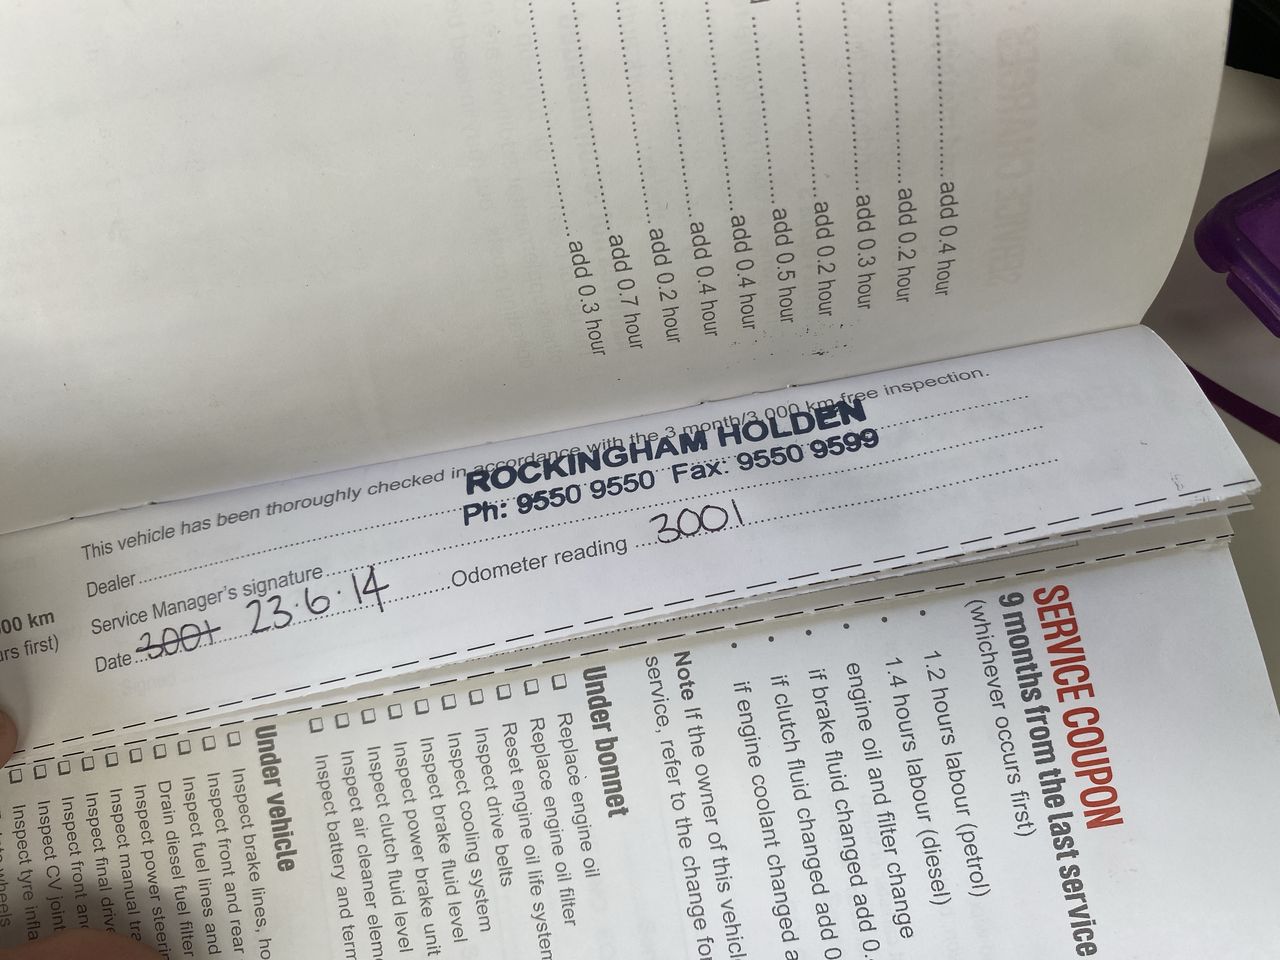 add 0.4 hour
add 0.2 hour
add 0.3 hour
add 0.2 hour
add 0.5 hour
add 0.4 hour
add 0.4 hour
add 0.2 hour
add 0.7 hour
add 0.3 hour
This vehicle has been thoroughly checked in accordance with the 3 month/3,000 km free inspection.
ROCKINGHAM HOLDEN
Ph: 9550 9550 Fax: 9550 9599
Dealer
Service Manager's signature
Date 3001 23.6.14 Odometer reading 3001
00 km
rs first)
SERVICE COUPON
9 months from the last service
(whichever occurs first)
• 1.2 hours labour (petrol)
• 1.4 hours labour (diesel)
• engine oil and filter change
• if brake fluid changed add 0.
• if clutch fluid changed add 0
• if engine coolant changed a
Note If the owner of this vehicl
service, refer to the change for
Under bonnet
Replace engine oil
Replace engine oil filter
Reset engine oil life system
Inspect drive belts
Inspect cooling system
Inspect brake fluid level
Inspect power brake unit
Inspect clutch fluid level
Inspect air cleaner elem
Inspect battery and term
Under vehicle
Inspect brake lines, ho
Inspect front and rear
Inspect fuel lines and
Drain diesel fuel filter
Inspect power steeri
Inspect manual tra
Inspect final drive
Inspect front an
Inspect CV joint
Inspect tyre infla
wheels